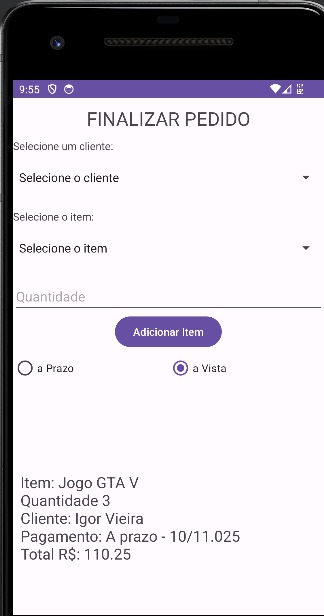 9:55
FINALIZAR PEDIDO
Selecione um cliente:
Selecione o cliente
Selecione o item:
Selecione o item
Quantidade
Adicionar Item
a Prazo
a Vista
Item: Jogo GTA V
Quantidade 3
Cliente: Igor Vieira
Pagamento: A prazo - 10/11.025
Total R$: 110.25